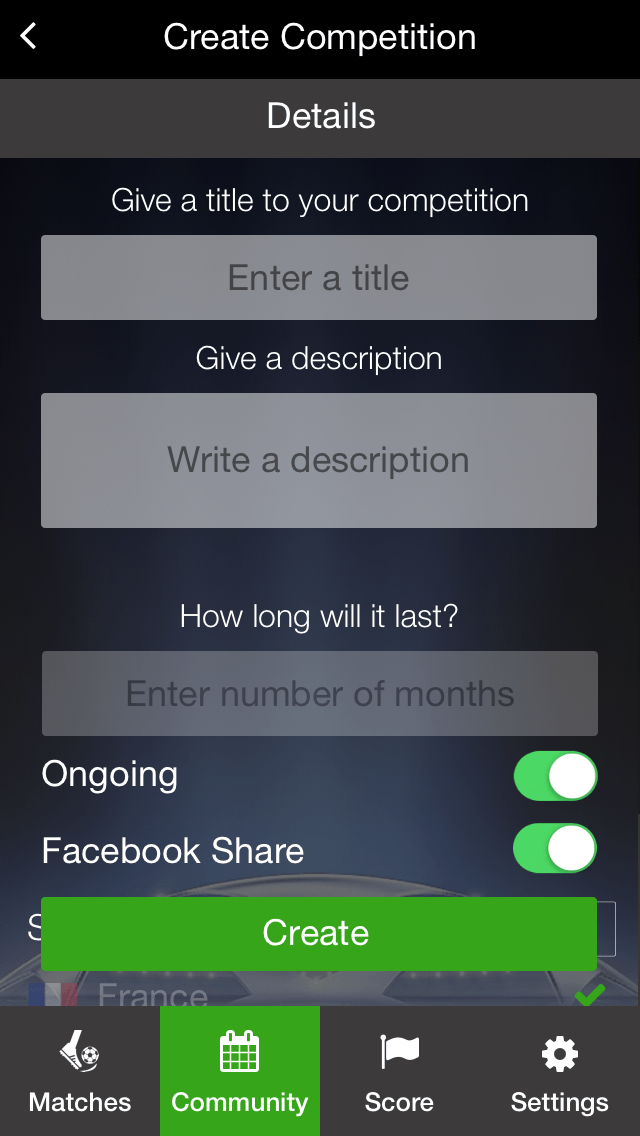 Create Competition
Details
Give a title to your competition
Enter a title
Give a description
Write a description
How long will it last?
Enter number of months
Ongoing
Facebook Share
Create
France
Matches Community Score Settings